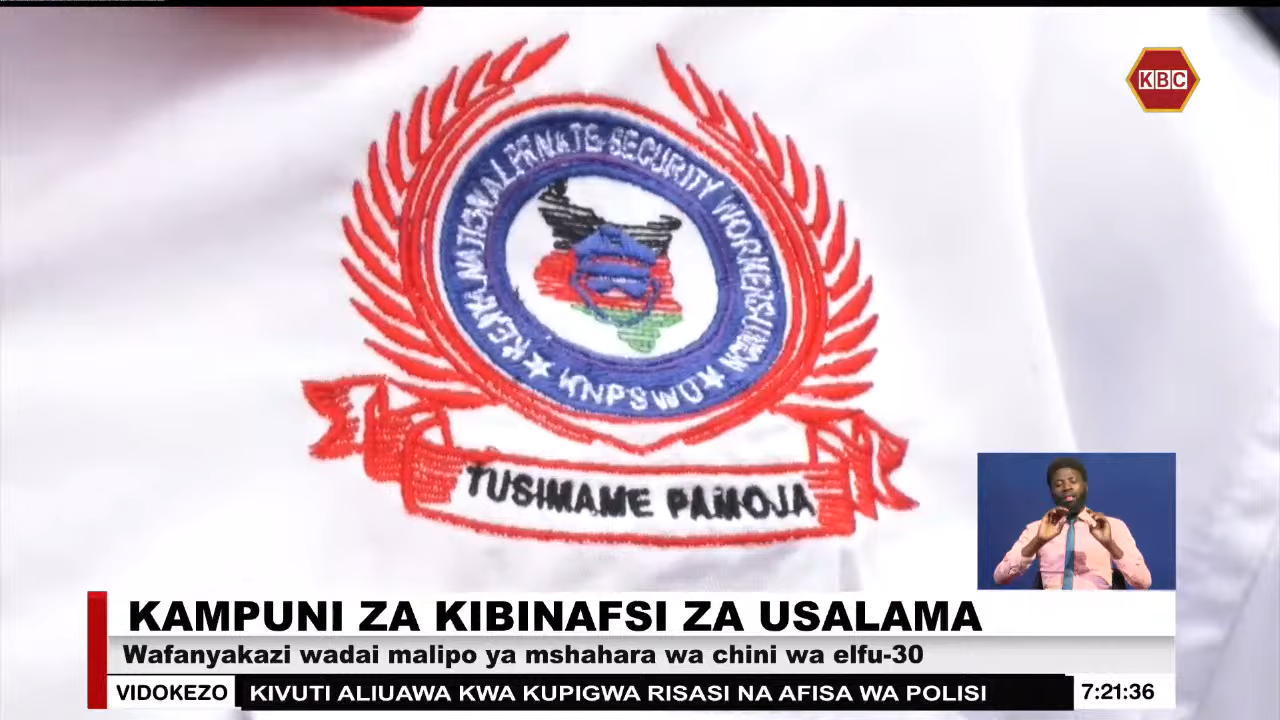 KBC
KENYA NATIONAL PRIVATE SECURITY WORKERS UNION
KNPSWU
TUSIMAME PAMOJA
KAMPUNI ZA KIBINAFSI ZA USALAMA
Wafanyakazi wadai malipo ya mshahara wa chini wa elfu-30
VIDOKEZO KIVUTI ALIUAWA KWA KUPIGWA RISASI NA AFISA WA POLISI 7:21:36